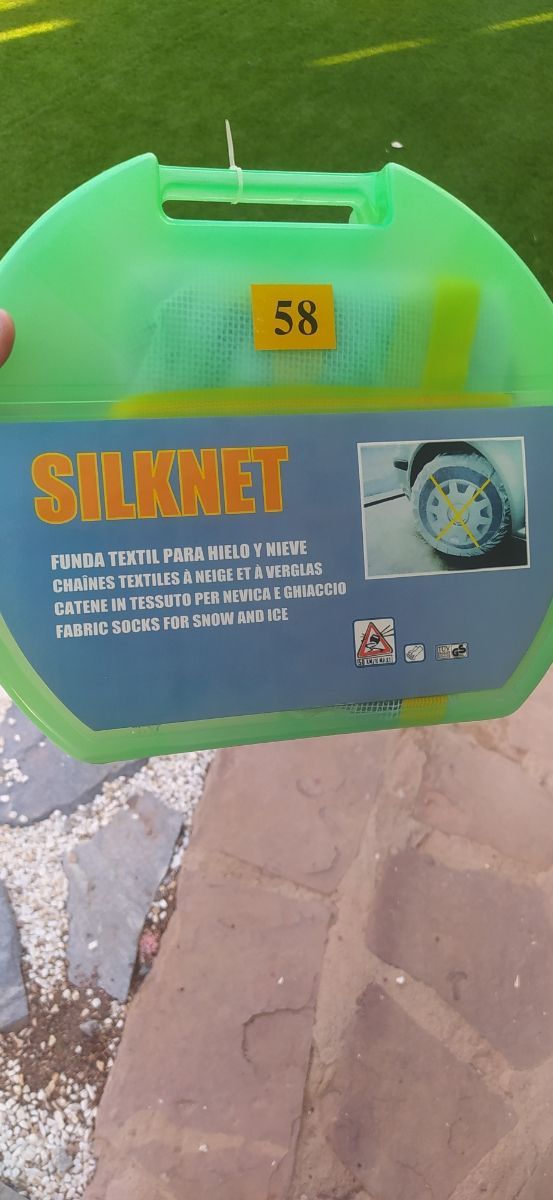 58
SILKNET
FUNDA TEXTIL PARA HIELO Y NIEVE
CHAÎNES TEXTILES À NEIGE ET À VERGLAS
CATENE IN TESSUTO PER NEVICA E GHIACCIO
FABRIC SOCKS FOR SNOW AND ICE